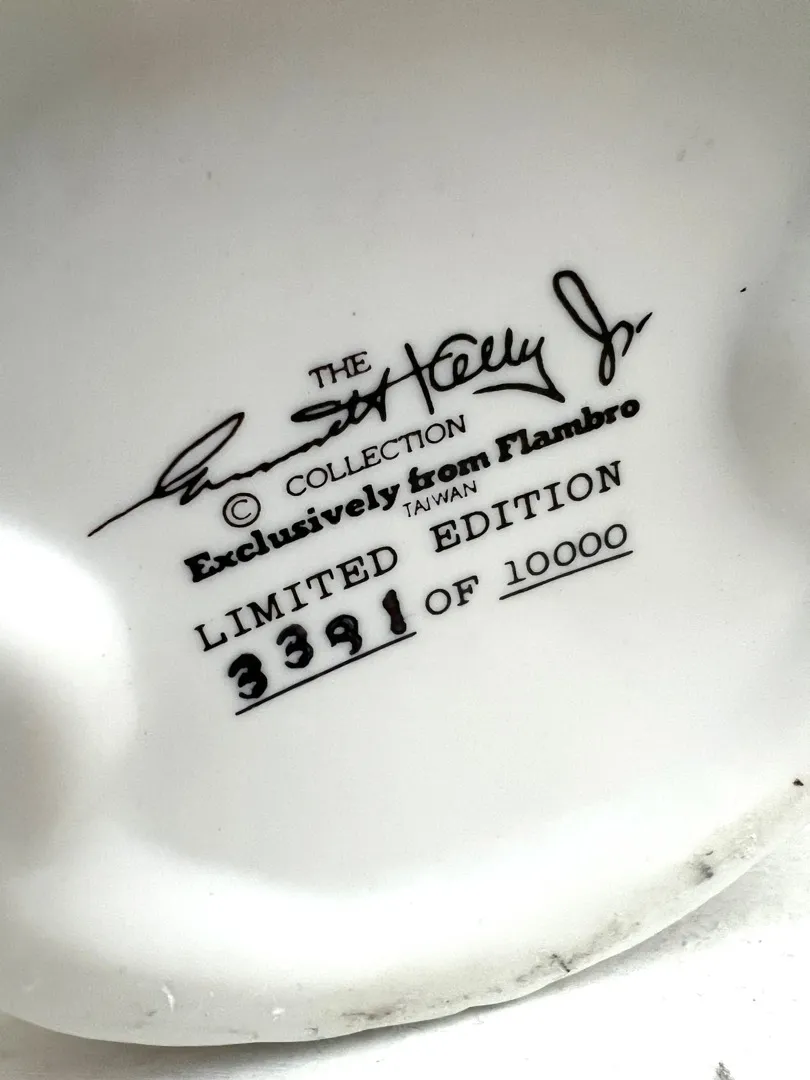 THE
Emmett Kelly Jr.
© COLLECTION
Exclusively from Flambro
TAIWAN
LIMITED EDITION
3391 OF 10000